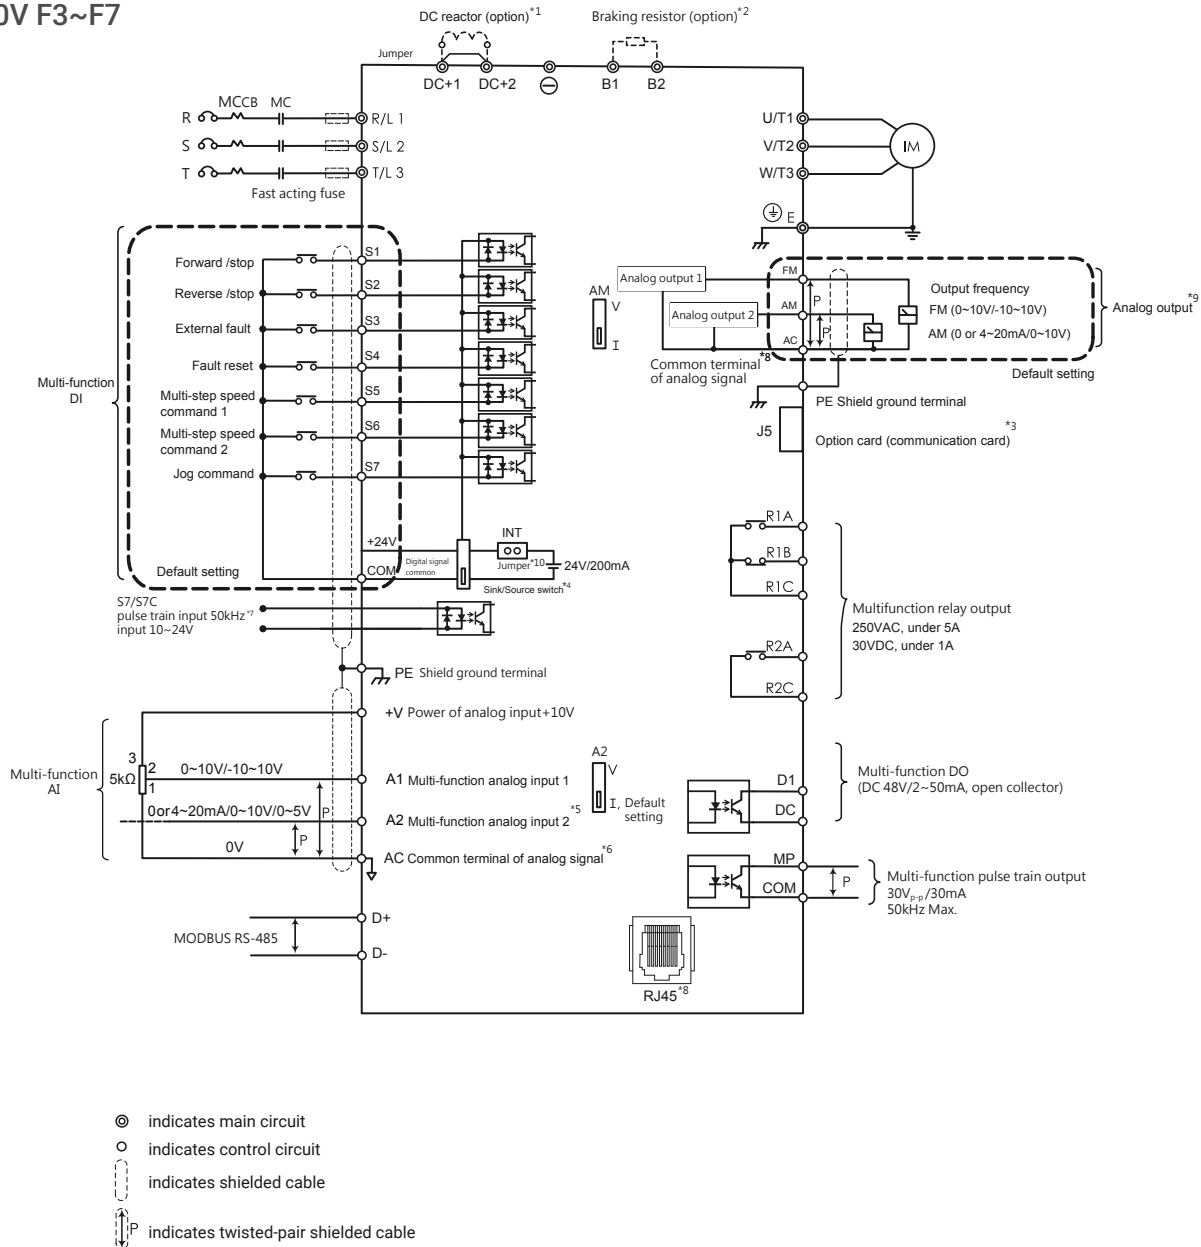 0V F3~F7
DC reactor (option)*1
Braking resistor (option)*2
Jumper
DC+1 DC+2 B1 B2
MCCB MC
R R/L 1
S S/L 2
T T/L 3
Fast acting fuse
U/T1
V/T2
W/T3
IM
E
Multi-function
DI
Forward /stop
S1
Reverse /stop
S2
External fault
S3
Fault reset
S4
Multi-step speed
command 1
S5
Multi-step speed
command 2
S6
Jog command
S7
+24V
COM
Default setting
Digital signal
common
INT
Jumper*10
24V/200mA
Sink/Source switch*4
S7/S7C
pulse train input 50kHz*7
input 10~24V
PE Shield ground terminal
AM
V
I
Analog output 1
Analog output 2
FM
AM
AC
P
P
Output frequency
FM (0~10V/-10~10V)
AM (0 or 4~20mA/0~10V)
Analog output*9
Common terminal*8
of analog signal
Default setting
PE Shield ground terminal
J5
Option card (communication card)*3
R1A
R1B
R1C
R2A
R2C
Multifunction relay output
250VAC, under 5A
30VDC, under 1A
+V Power of analog input+10V
Multi-function
AI
3
2
1
5kΩ
0~10V/-10~10V
A1 Multi-function analog input 1
0or4~20mA/0~10V/0~5V
P
A2 Multi-function analog input 2*5
P
0V
AC Common terminal of analog signal*6
A2
V
I, Default
setting
D+
MODBUS RS-485
D-
D1
DC
Multi-function DO
(DC 48V/2~50mA, open collector)
MP
COM
P
Multi-function pulse train output
30Vp-p/30mA
50kHz Max.
RJ45*8
indicates main circuit
indicates control circuit
indicates shielded cable
P indicates twisted-pair shielded cable